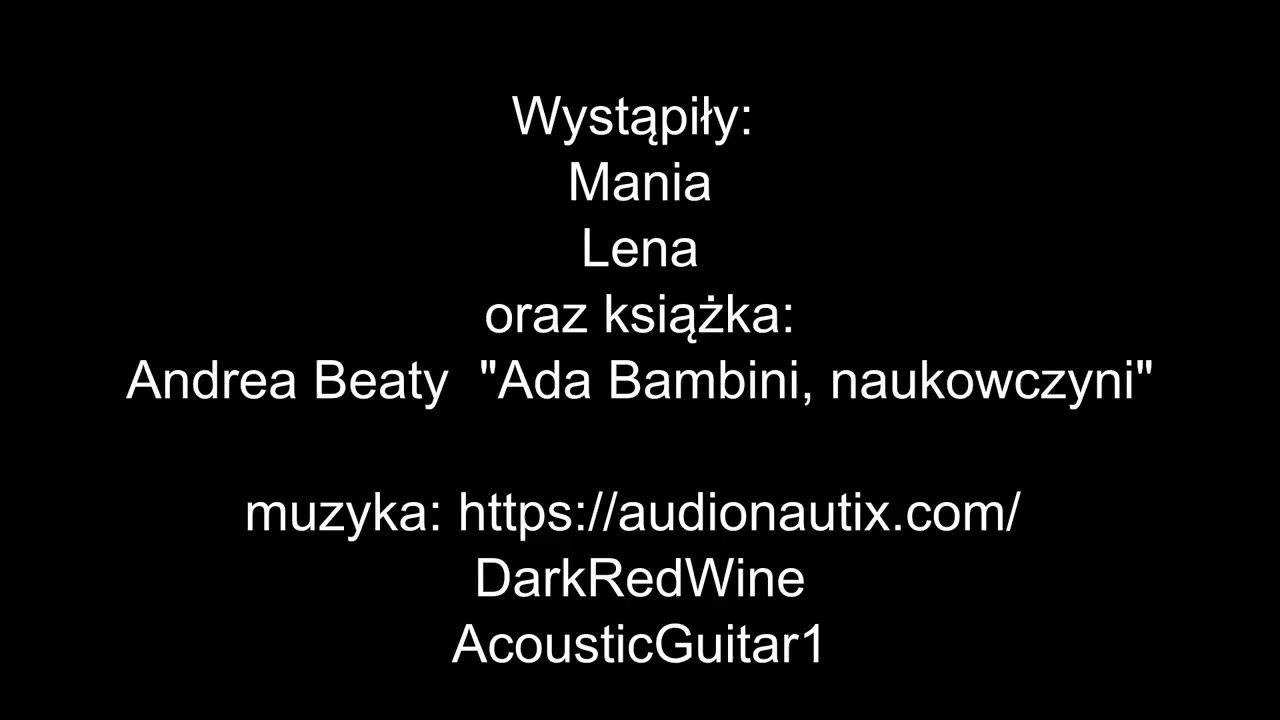 Wystąpiły:
Mania
Lena
oraz książka:
Andrea Beaty  "Ada Bambini, naukowczyni"
muzyka: https://audionautix.com/
DarkRedWine
AcousticGuitar1